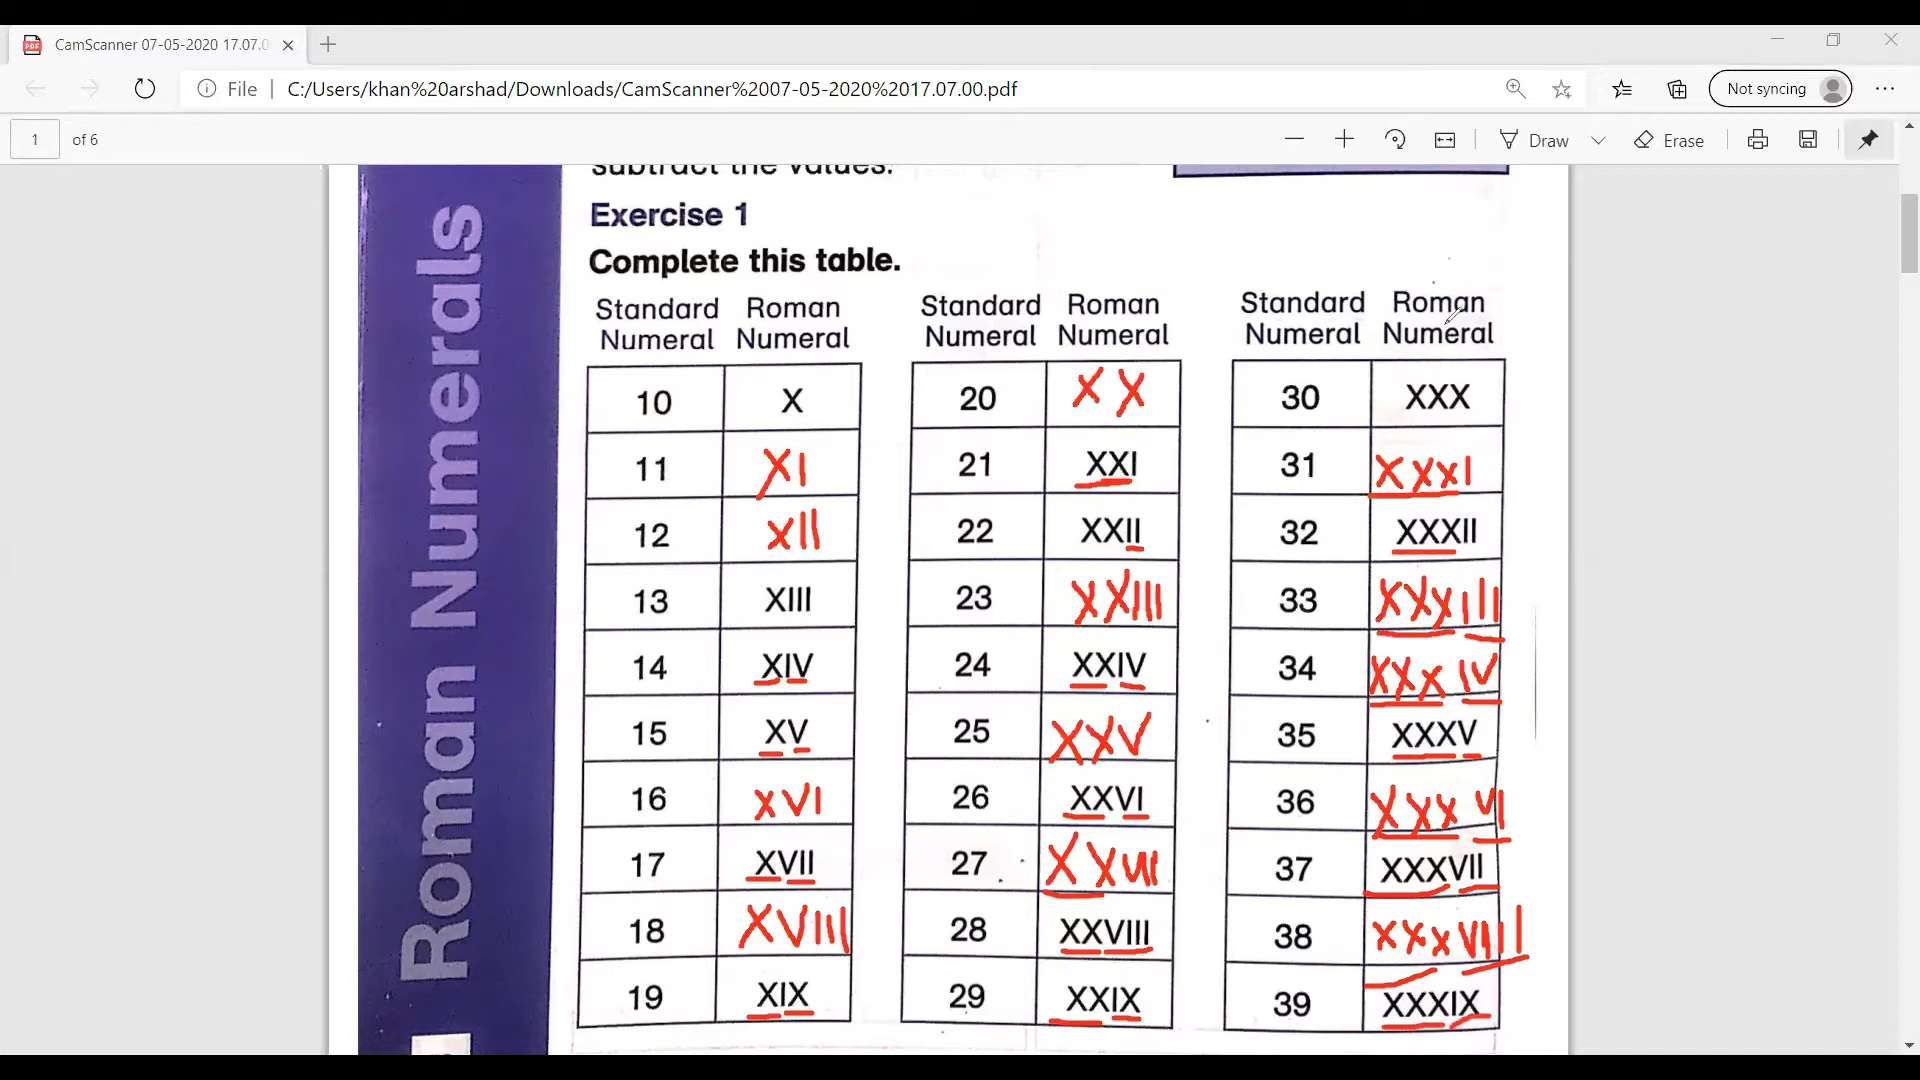 CamScanner 07-05-2020 17.07.0
File
C:/Users/khan%20arshad/Downloads/CamScanner%2007-05-2020%2017.07.00.pdf
Not syncing
1 of 6
Draw
Erase
subtract the values.
Roman Numerals
Exercise 1
Complete this table.
Standard Numeral Roman Numeral Standard Numeral Roman Numeral Standard Numeral Roman Numeral
10 X 20 XX 30 XXX
11 XI 21 XXI 31 XXXI
12 XII 22 XXII 32 XXXII
13 XIII 23 XXIII 33 XXXIII
14 XIV 24 XXIV 34 XXXIV
15 XV 25 XXV 35 XXXV
16 XVI 26 XXVI 36 XXXVI
17 XVII 27 XXVII 37 XXXVII
18 XVIII 28 XXVIII 38 XXXVIII
19 XIX 29 XXIX 39 XXXIX